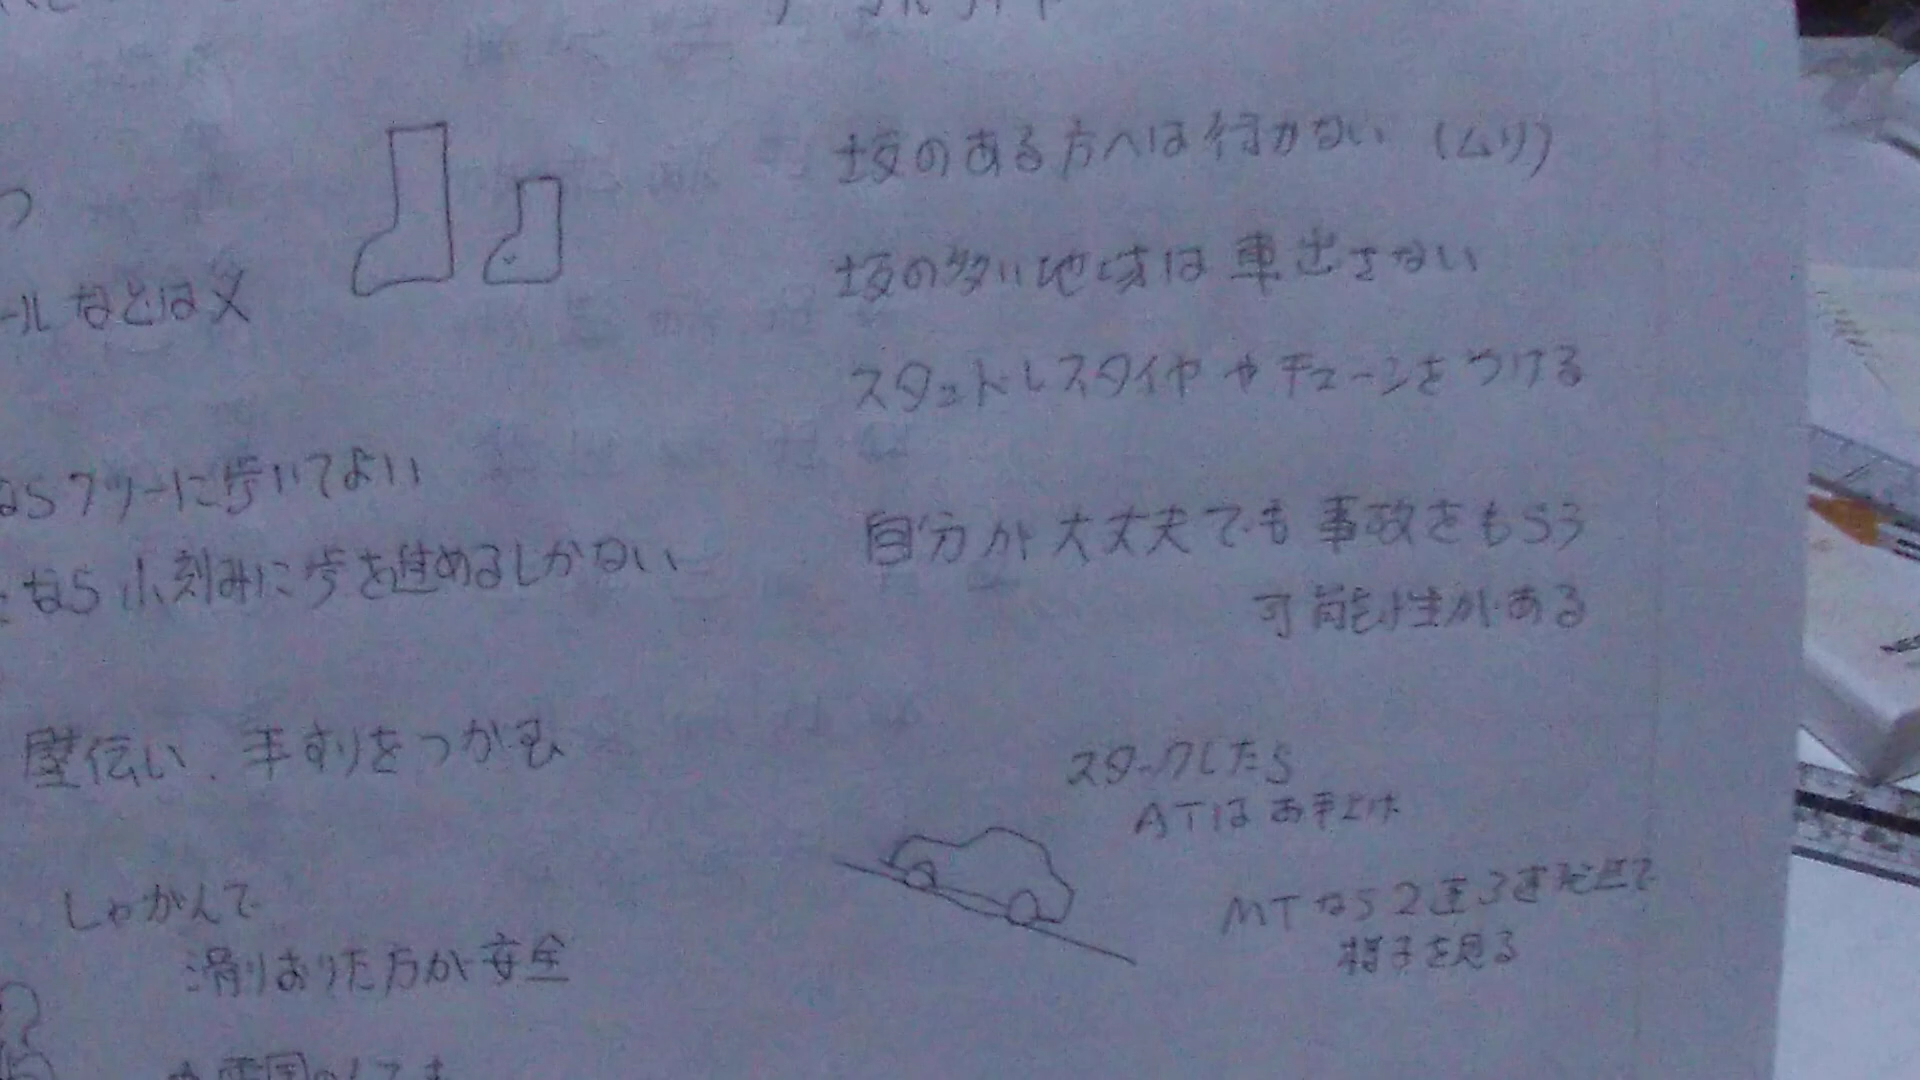 ールなどは㐅
ならフツーに歩いてよい
なら小刻みに歩を進めるしかない
壁伝い、手すりをつかむ
しゃがんで
滑りおりた方が安全
坂のある方へは行かない (ムリ)
坂の多い地域は車出さない
スタッドレスタイヤやチェーンをつける
自分が大丈夫でも事故をもらう
可能性がある
スタックしたら
ATはお手上げ
MTなら2速3速発進で
様子を見る